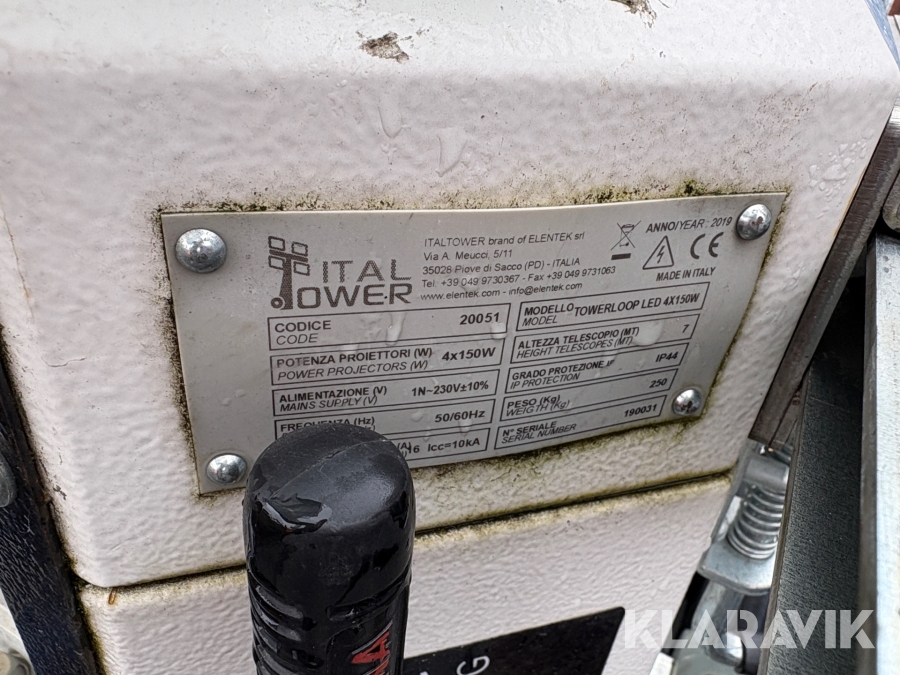 ITAL
TOWER
ITALTOWER brand of ELENTEK srl
Via A. Meucci, 5/11
35028 Piove di Sacco (PD) - ITALIA
Tel: +39 049 9730367 - Fax +39 049 9731063
www.elentek.com - info@elentek.com
ANNO/YEAR : 2019
CE
MADE IN ITALY
CODICE 20051
CODE
POTENZA PROIETTORI (W) 4x150W
POWER PROJECTORS (W)
ALIMENTAZIONE (V) 1N~230V±10%
MAINS SUPPLY (V)
FREQUENZA (Hz) 50/60Hz
16 Icc=10kA
MODELLO TOWERLOOP LED 4X150W
MODEL
ALTEZZA TELESCOPIO (MT) 7
HEIGHT TELESCOPES (MT)
GRADO PROTEZIONE IP IP44
IP PROTECTION
PESO (Kg) 250
WEIGTH (Kg)
N° SERIALE 190031
SERIAL NUMBER
KLARAVIK